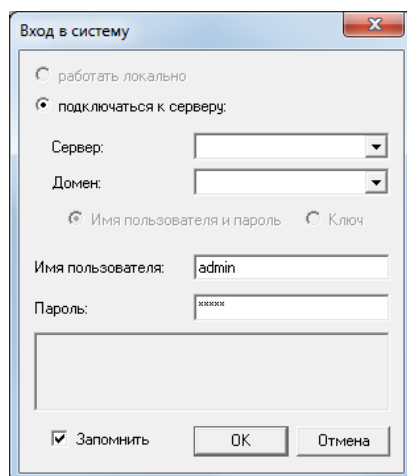 Вход в систему
работать локально
подключаться к серверу:
Сервер:
Домен:
Имя пользователя и пароль Ключ
Имя пользователя: admin
Пароль: *****
Запомнить OK Отмена